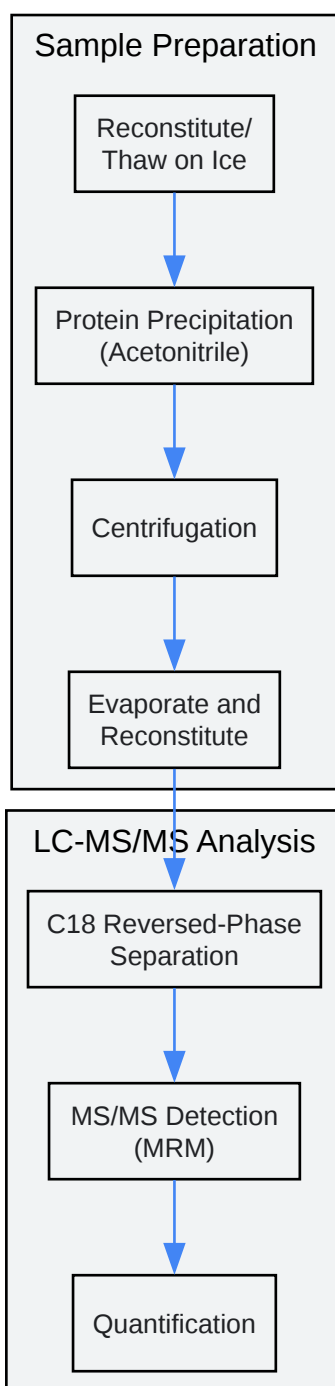 Sample Preparation
Reconstitute/
Thaw on Ice
Protein Precipitation
(Acetonitrile)
Centrifugation
Evaporate and
Reconstitute
LC-MS/MS Analysis
C18 Reversed-Phase
Separation
MS/MS Detection
(MRM)
Quantification